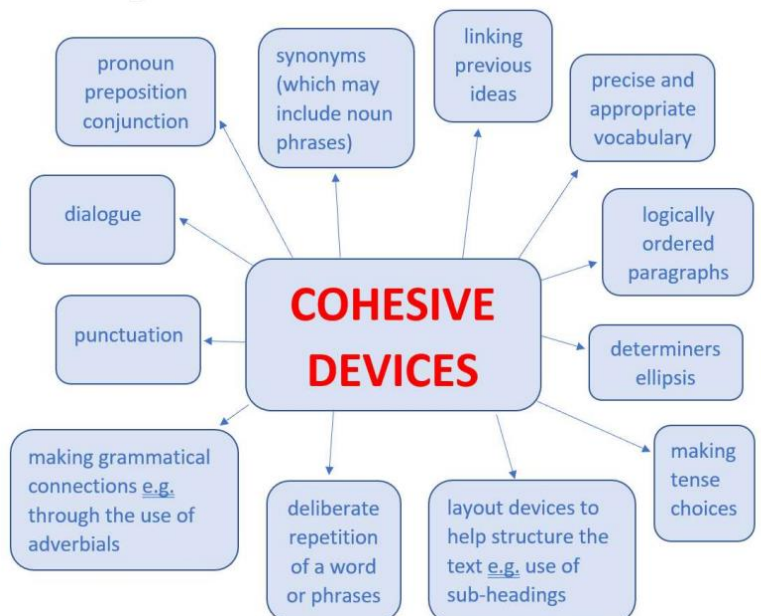 pronoun
preposition
conjunction
synonyms
(which may
include noun
phrases)
linking
previous
ideas
precise and
appropriate
vocabulary
dialogue
logically
ordered
paragraphs
COHESIVE
DEVICES
punctuation
determiners
ellipsis
making grammatical
connections e.g.
through the use of
adverbials
deliberate
repetition
of a word
or phrases
layout devices to
help structure the
text e.g. use of
sub-headings
making
tense
choices